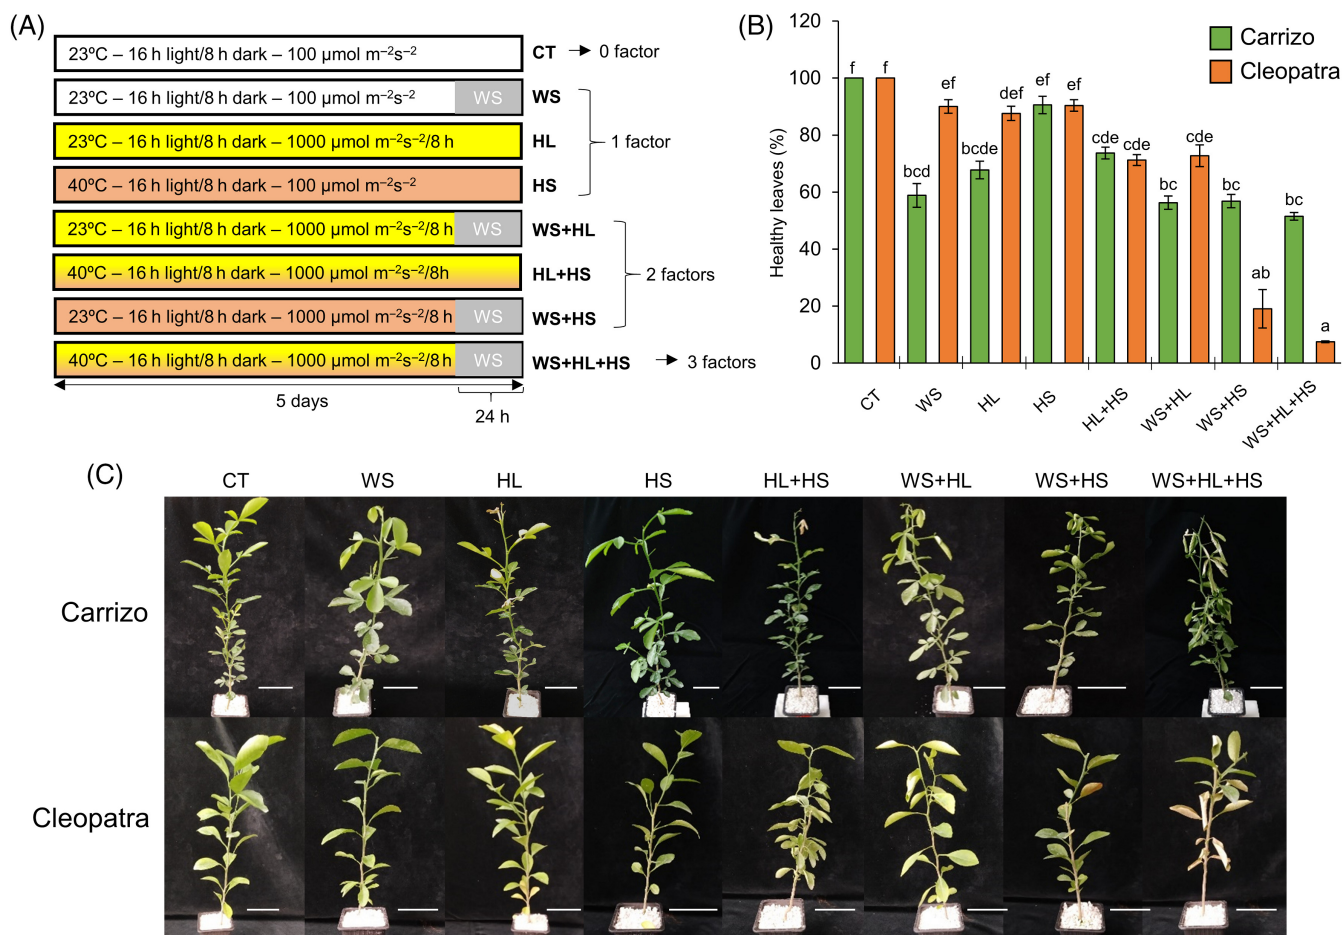 (A)
23ºC – 16 h light/8 h dark – 100 µmol m⁻²s⁻² CT → 0 factor
23ºC – 16 h light/8 h dark – 100 µmol m⁻²s⁻² WS WS
23ºC – 16 h light/8 h dark – 1000 µmol m⁻²s⁻²/8 h HL 1 factor
40ºC – 16 h light/8 h dark – 100 µmol m⁻²s⁻² HS
23ºC – 16 h light/8 h dark – 1000 µmol m⁻²s⁻²/8 h WS WS+HL
40ºC – 16 h light/8 h dark – 1000 µmol m⁻²s⁻²/8h HL+HS 2 factors
23ºC – 16 h light/8 h dark – 1000 µmol m⁻²s⁻²/8 h WS WS+HS
40ºC – 16 h light/8 h dark – 1000 µmol m⁻²s⁻²/8 h WS WS+HL+HS → 3 factors
5 days
24 h
(B)
Healthy leaves (%)
120
100
80
60
40
20
0
Carrizo
Cleopatra
f f bcd ef bcde def ef ef cde cde bc cde bc ab bc a
CT WS HL HS HL+HS WS+HL WS+HS WS+HL+HS
(C)
CT WS HL HS HL+HS WS+HL WS+HS WS+HL+HS
Carrizo
Cleopatra